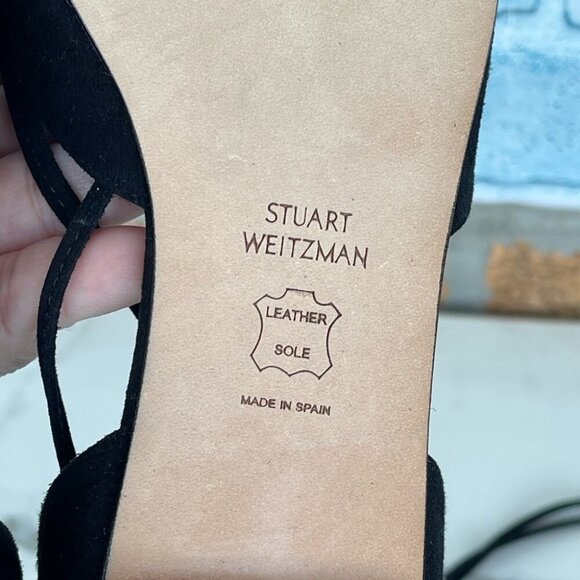 STUART
WEITZMAN
LEATHER
SOLE
MADE IN SPAIN